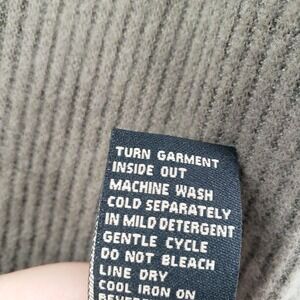 TURN GARMENT
INSIDE OUT
MACHINE WASH
COLD SEPARATELY
IN MILD DETERGENT
GENTLE CYCLE
DO NOT BLEACH
LINE DRY
COOL IRON ON